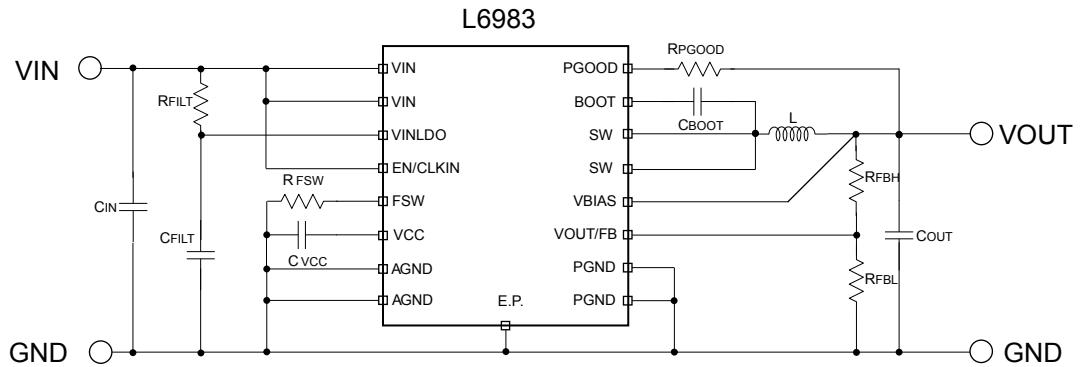 L6983
VIN
RFILT
CIN
CFILT
GND
RFSW
CVCC
VIN
VIN
VINLDO
EN/CLKIN
FSW
VCC
AGND
AGND
E.P.
PGOOD
BOOT
SW
SW
VBIAS
VOUT/FB
PGND
PGND
RPGOOD
CBOOT
L
RFBH
RFBL
COUT
VOUT
GND